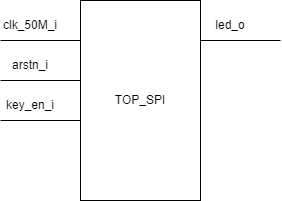 clk_50M_i
led_o
arstn_i
key_en_i
TOP_SPI